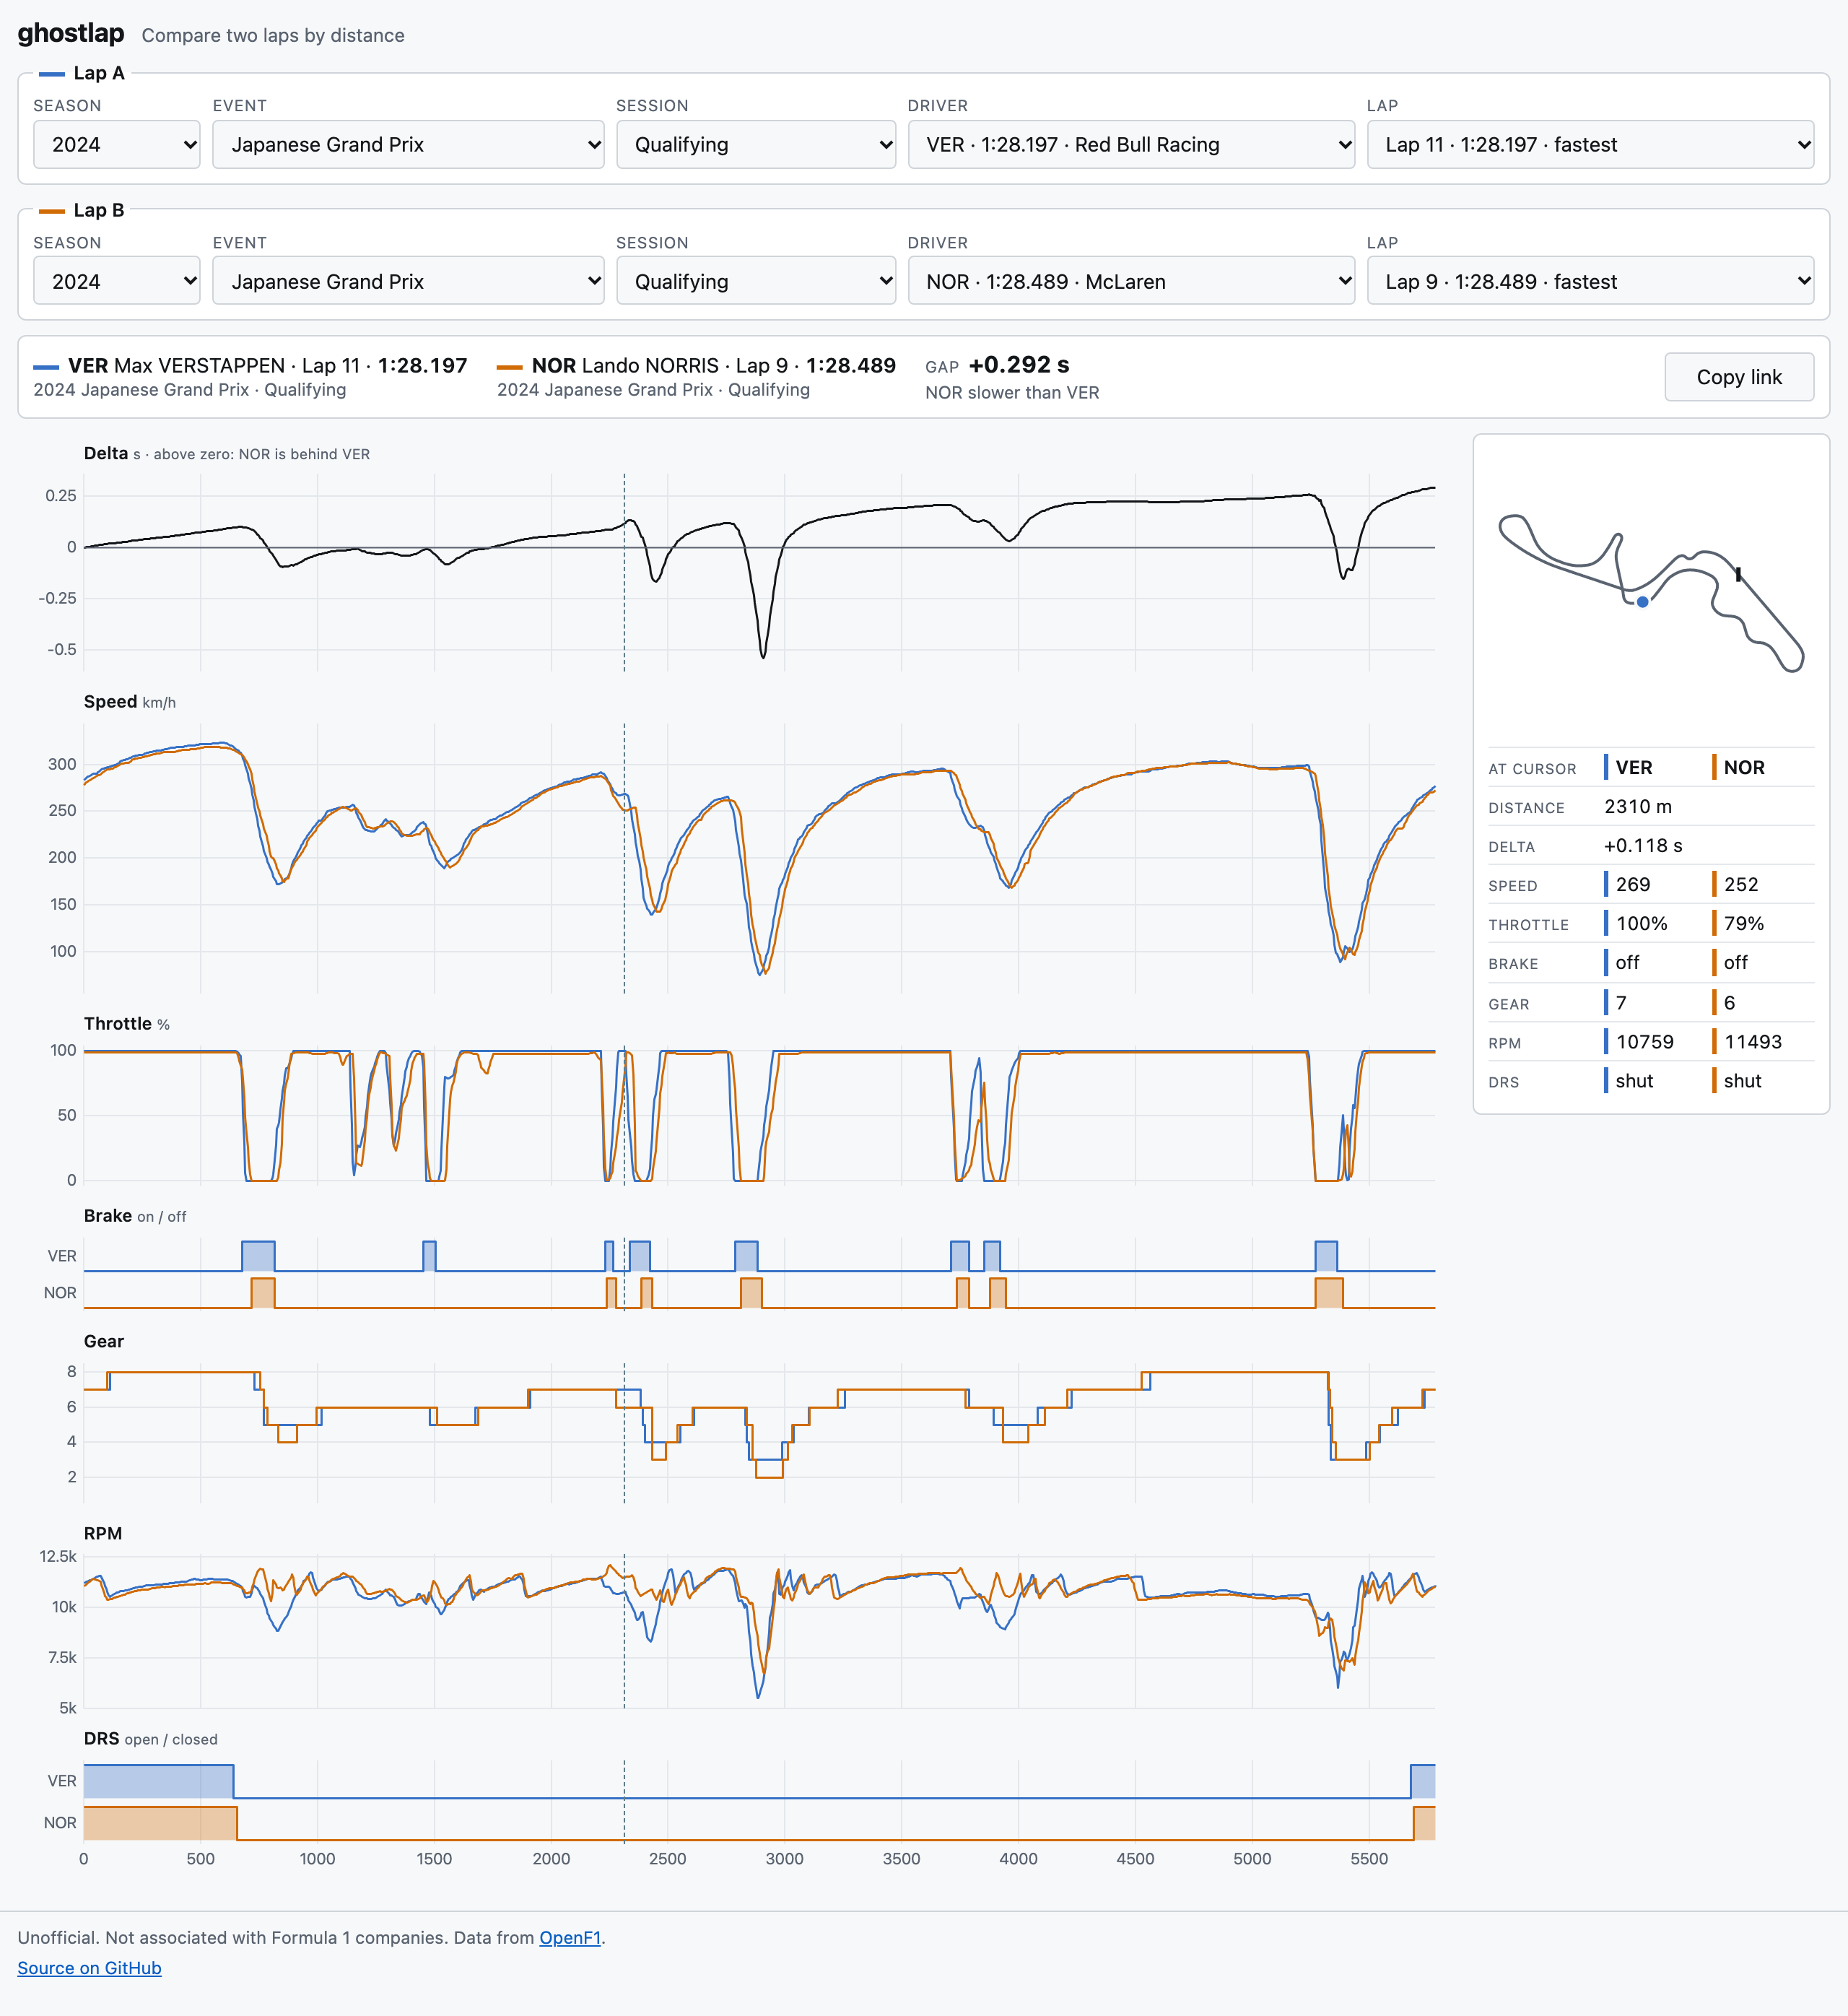 ghostlap Compare two laps by distance
Lap A
SEASON EVENT SESSION DRIVER LAP
2024 Japanese Grand Prix Qualifying VER · 1:28.197 · Red Bull Racing Lap 11 · 1:28.197 · fastest
Lap B
SEASON EVENT SESSION DRIVER LAP
2024 Japanese Grand Prix Qualifying NOR · 1:28.489 · McLaren Lap 9 · 1:28.489 · fastest
VER Max VERSTAPPEN · Lap 11 · 1:28.197 NOR Lando NORRIS · Lap 9 · 1:28.489 GAP +0.292 s
2024 Japanese Grand Prix · Qualifying 2024 Japanese Grand Prix · Qualifying NOR slower than VER
Copy link
Delta s · above zero: NOR is behind VER
0.25
0
-0.25
-0.5
Speed km/h
300
250
200
150
100
Throttle %
100
50
0
Brake on / off
VER
NOR
Gear
8
6
4
2
RPM
12.5k
10k
7.5k
5k
DRS open / closed
VER
NOR
0 500 1000 1500 2000 2500 3000 3500 4000 4500 5000 5500
AT CURSOR VER NOR
DISTANCE 2310 m
DELTA +0.118 s
SPEED 269 252
THROTTLE 100% 79%
BRAKE off off
GEAR 7 6
RPM 10759 11493
DRS shut shut
Unofficial. Not associated with Formula 1 companies. Data from OpenF1.
Source on GitHub